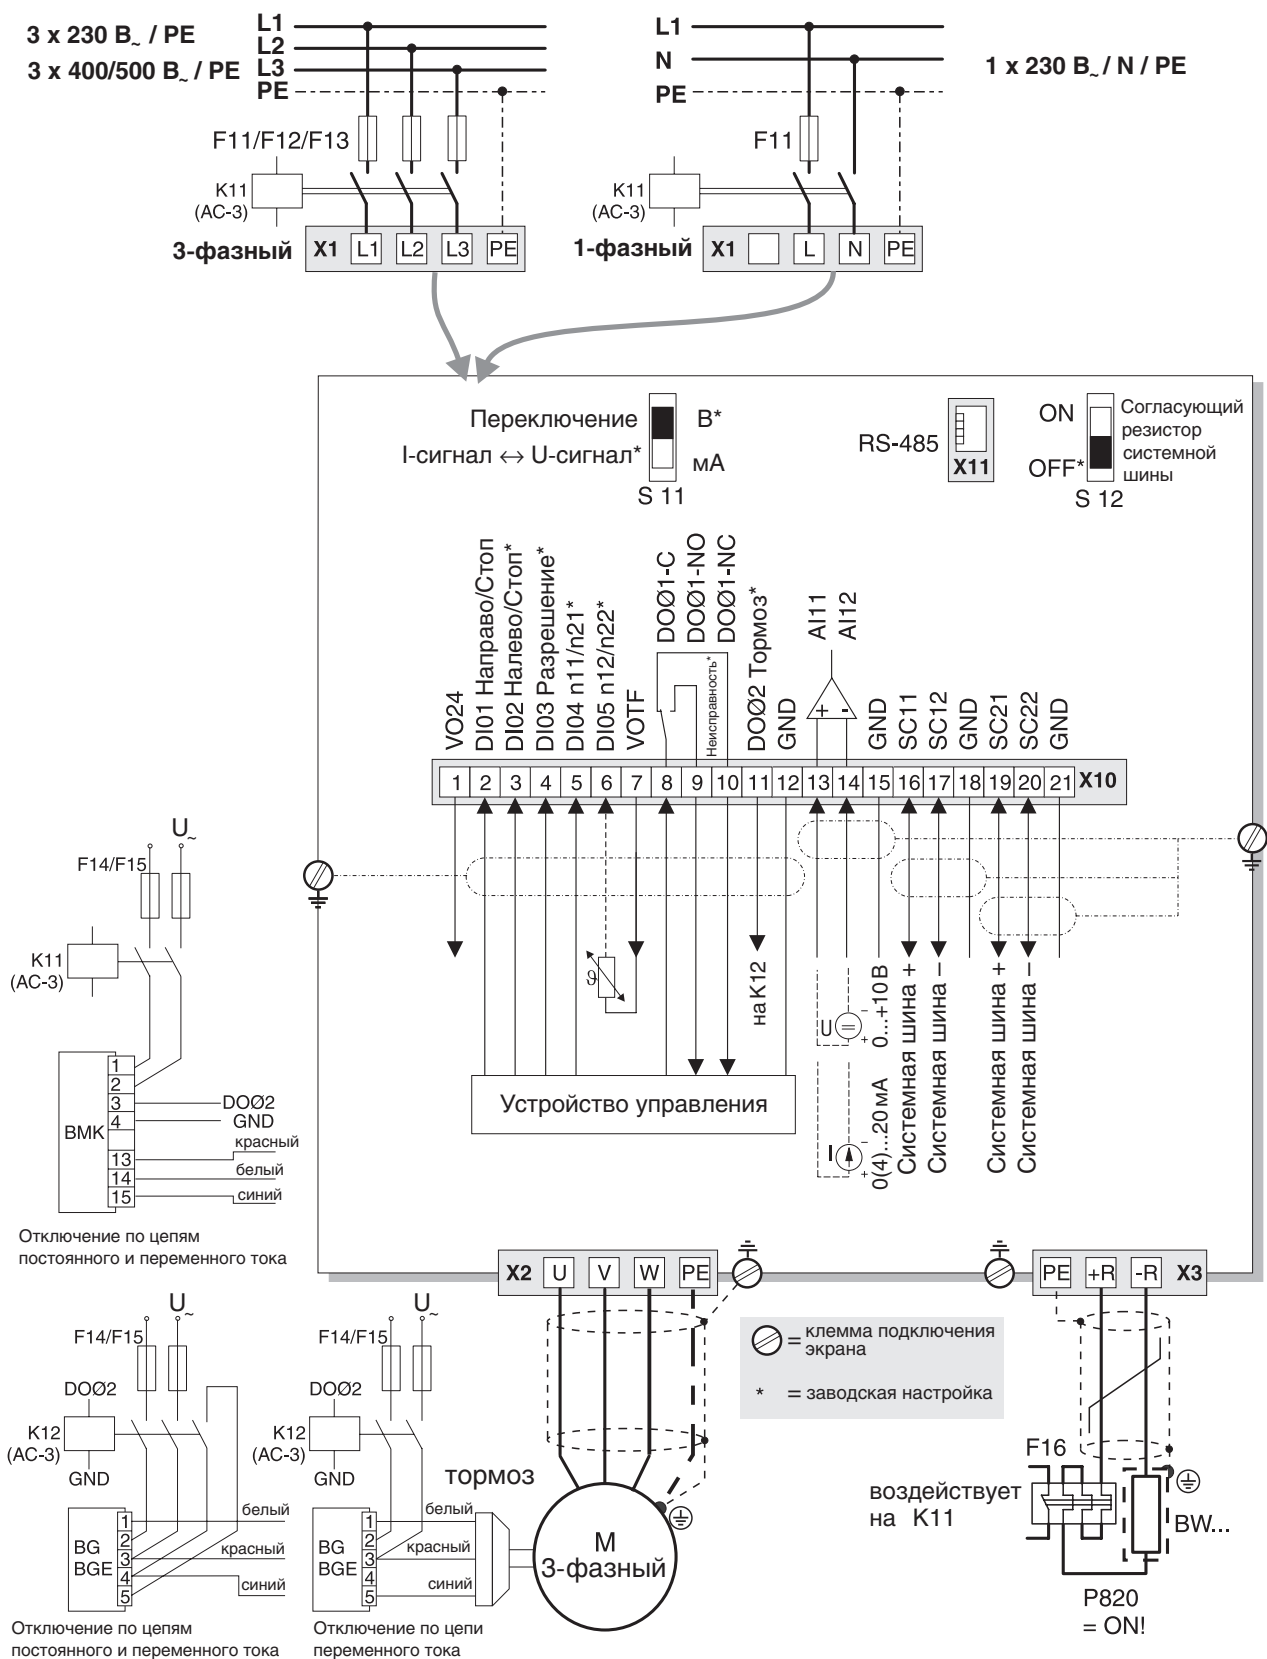 3 x 230 В~ / PE
3 x 400/500 В~ / PE
L1
L2
L3
PE
F11/F12/F13
K11
(AC-3)
3-фазный
X1 L1 L2 L3 PE
L1
N
PE
1 x 230 В~ / N / PE
F11
K11
(AC-3)
1-фазный
X1 L N PE
Переключение
I-сигнал ↔ U-сигнал*
В*
мА
S 11
RS-485
X11
ON
OFF*
S 12
Согласующий
резистор
системной
шины
VO24
DI01 Направо/Стоп
DI02 Налево/Стоп*
DI03 Разрешение*
DI04 n11/n21*
DI05 n12/n22*
VOTF
DOØ1-C
DOØ1-NO
DOØ1-NC
Неисправность*
DOØ2 Тормоз*
GND
AI11
AI12
+ -
GND
SC11
SC12
GND
SC21
SC22
GND
1 2 3 4 5 6 7 8 9 10 11 12 13 14 15 16 17 18 19 20 21 X10
ϑ
на K12
U = − +
0...+10 В
I − +
0(4)...20 мА
Системная шина +
Системная шина −
Системная шина +
Системная шина −
Устройство управления
U~
F14/F15
K11
(AC-3)
BMK
1
2
3
4
13
14
15
DOØ2
GND
красный
белый
синий
Отключение по цепям
постоянного и переменного тока
X2 U V W PE
PE +R -R X3
= клемма подключения
экрана
* = заводская настройка
U~
F14/F15
DOØ2
K12
(AC-3)
GND
BG
BGE
1
2
3
4
5
белый
красный
синий
Отключение по цепям
постоянного и переменного тока
U~
F14/F15
DOØ2
K12
(AC-3)
GND
BG
BGE
1
2
3
4
5
белый
красный
синий
Отключение по цепи
переменного тока
тормоз
M
3-фазный
F16
воздействует
на K11
BW...
P820
= ON!